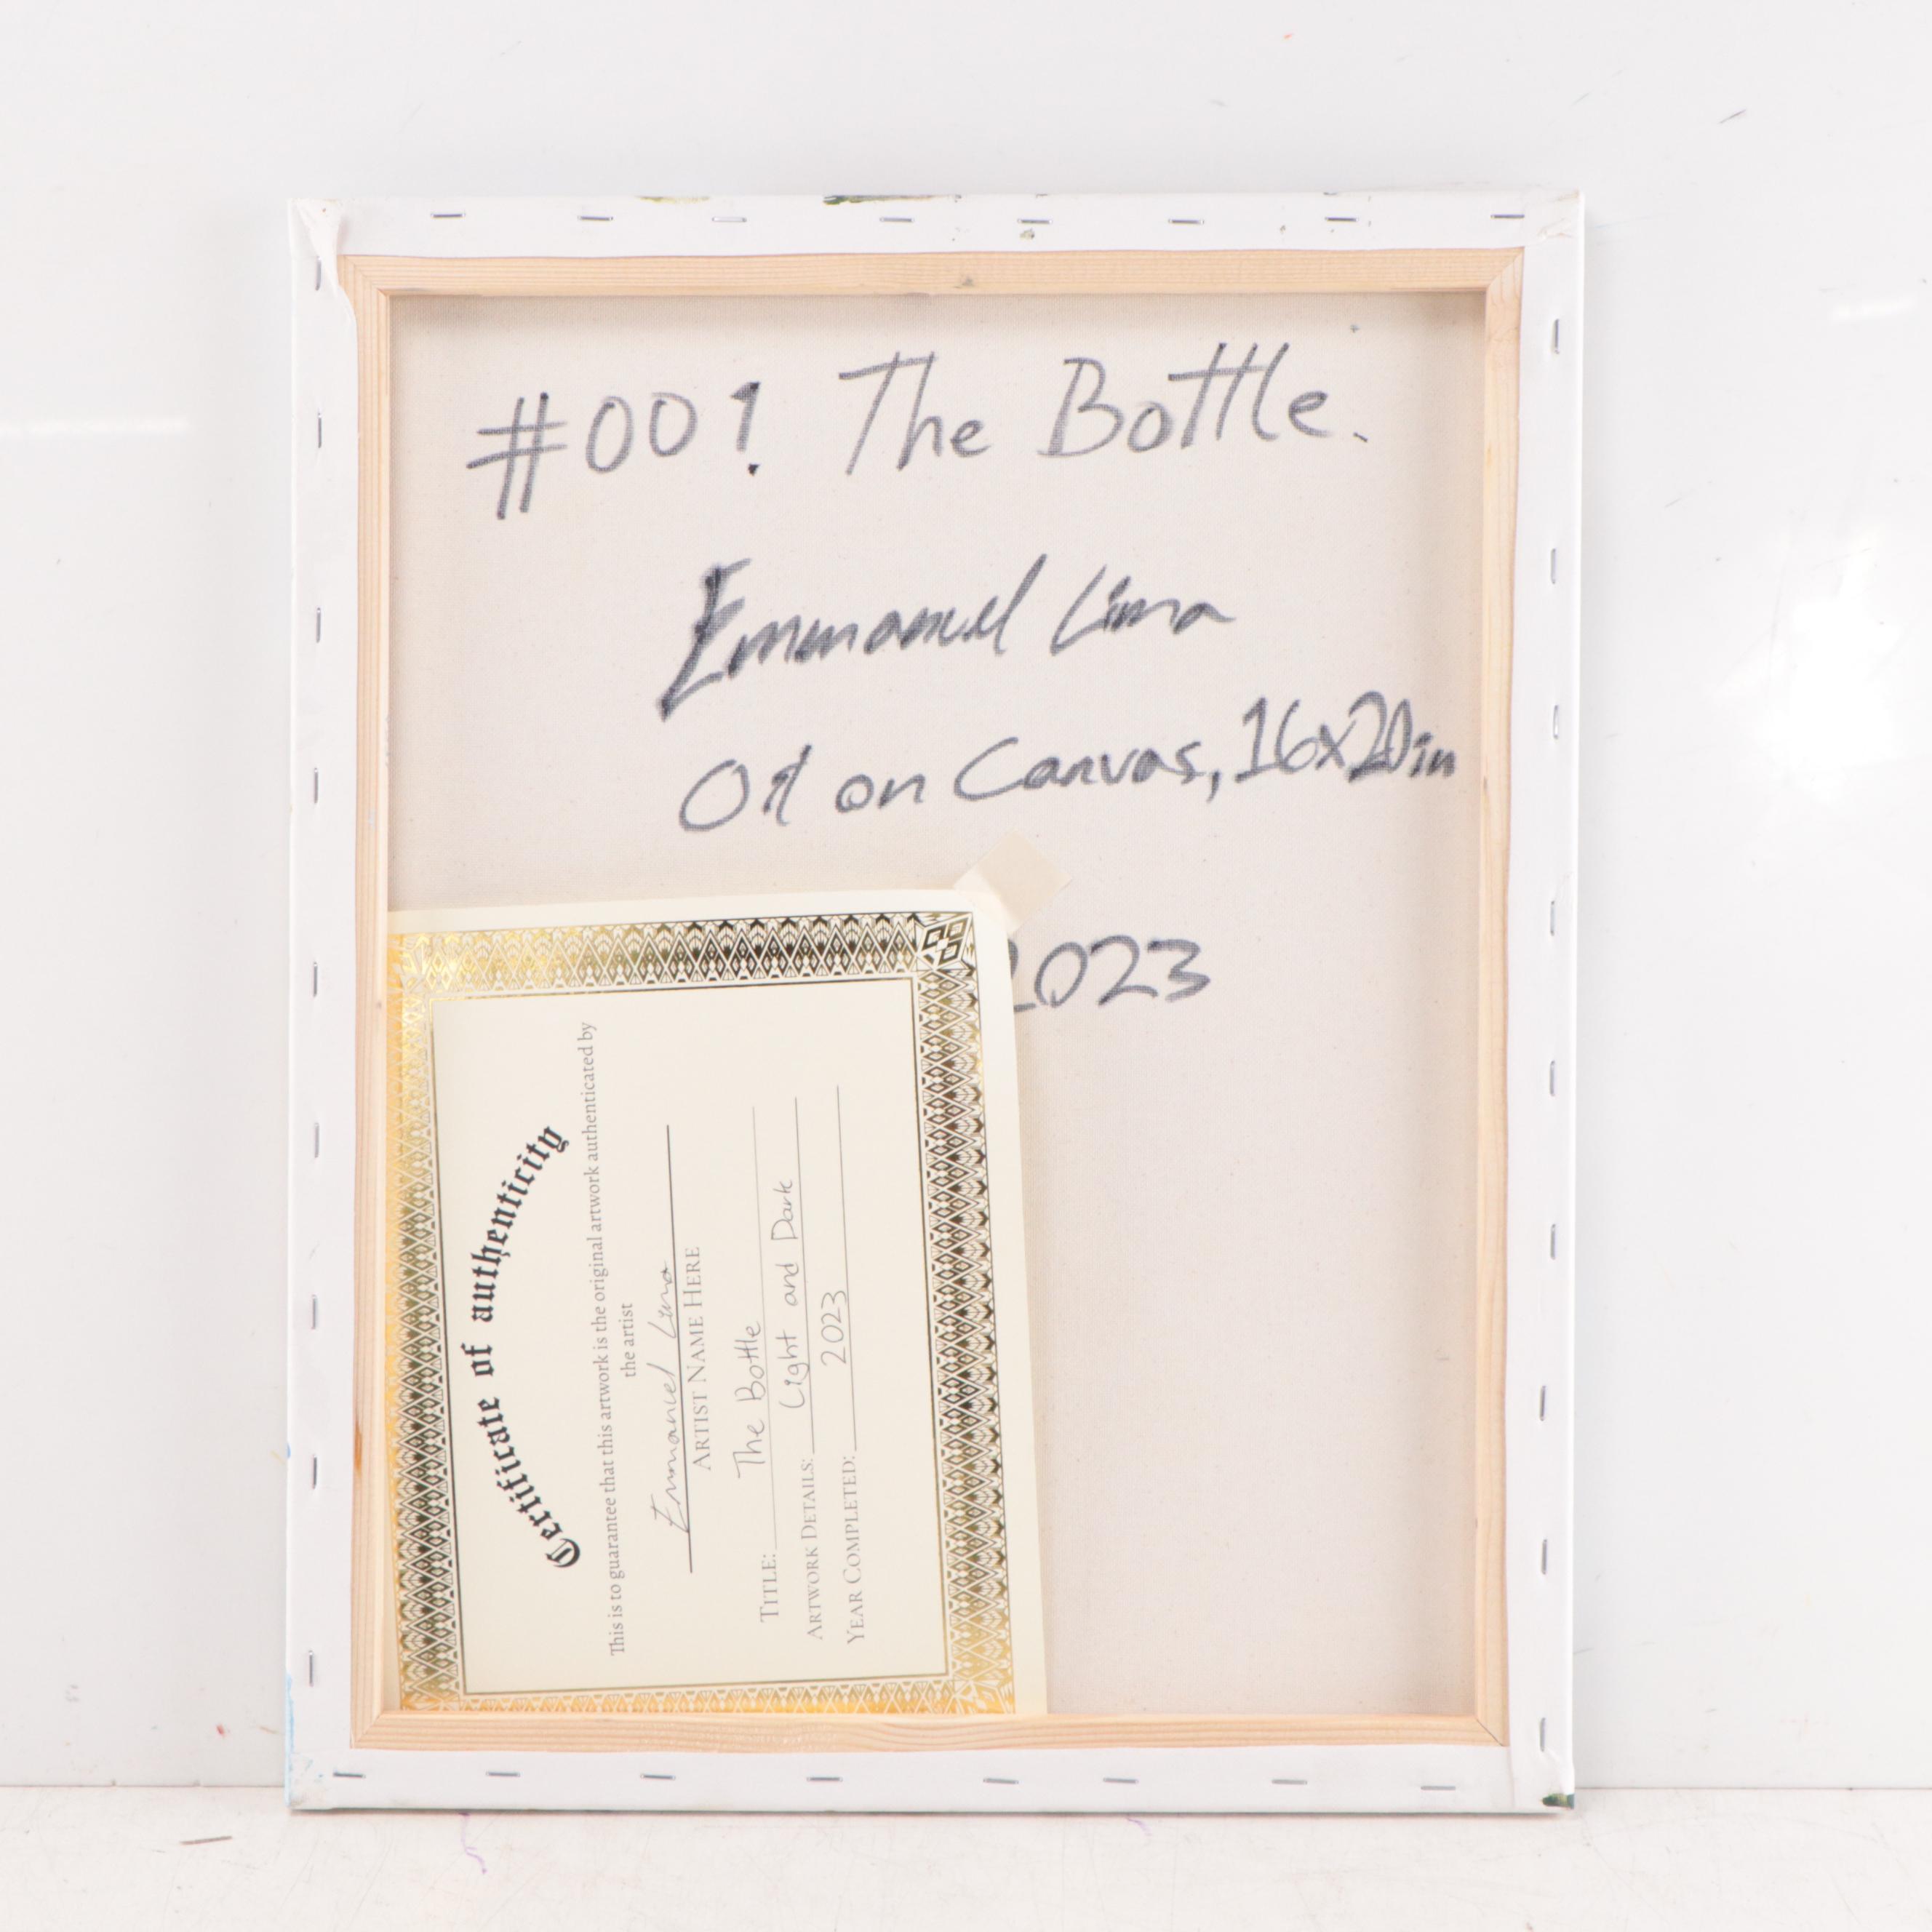 #001. The Bottle.
Emmanuel Lima
Oil on Canvas, 16x20in
2023
Certificate of authenticity
This is to guarantee that this artwork is the original artwork authenticated by
the artist
Emmanuel Lima
ARTIST NAME HERE
TITLE: The Bottle
ARTWORK DETAILS: Light and Dark
YEAR COMPLETED: 2023